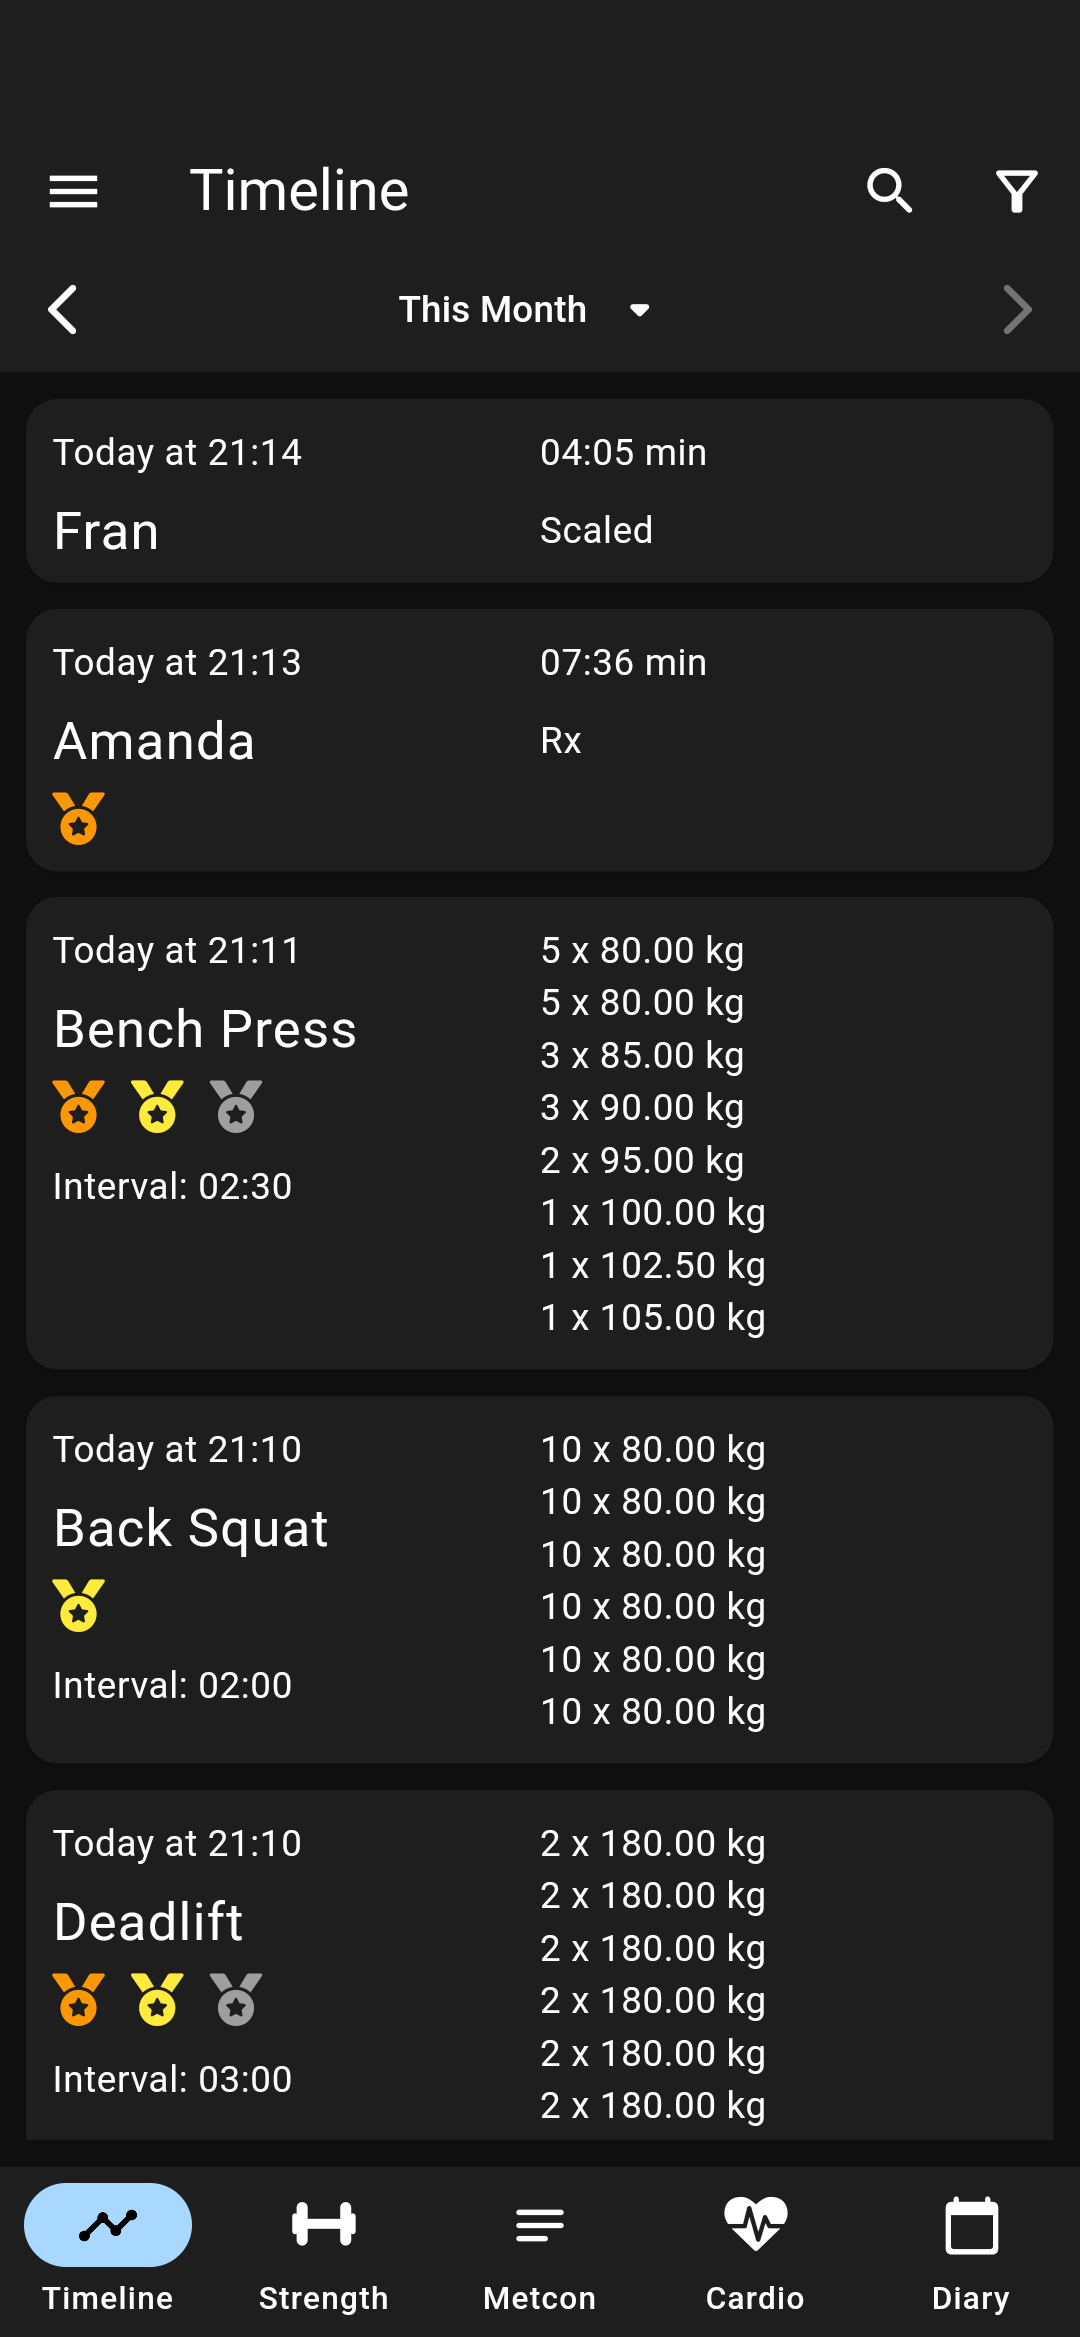 Timeline
This Month
Today at 21:14
04:05 min
Fran
Scaled
Today at 21:13
07:36 min
Amanda
Rx
Today at 21:11
Bench Press
Interval: 02:30
5 x 80.00 kg
5 x 80.00 kg
3 x 85.00 kg
3 x 90.00 kg
2 x 95.00 kg
1 x 100.00 kg
1 x 102.50 kg
1 x 105.00 kg
Today at 21:10
Back Squat
Interval: 02:00
10 x 80.00 kg
10 x 80.00 kg
10 x 80.00 kg
10 x 80.00 kg
10 x 80.00 kg
10 x 80.00 kg
Today at 21:10
Deadlift
Interval: 03:00
2 x 180.00 kg
2 x 180.00 kg
2 x 180.00 kg
2 x 180.00 kg
2 x 180.00 kg
2 x 180.00 kg
Timeline
Strength
Metcon
Cardio
Diary